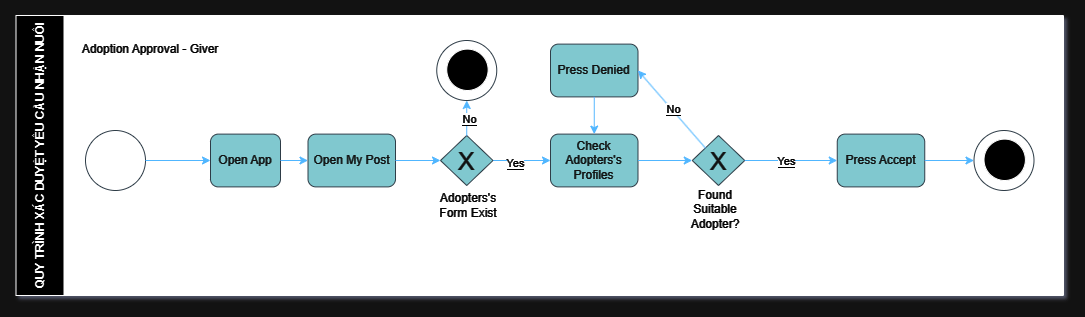 QUY TRÌNH XÁC DUYỆT YÊU CẦU NHẬN NUÔI
Adoption Approval - Giver
Open App
Open My Post
X
Adopters's
Form Exist
No
Yes
Press Denied
Check
Adopters's
Profiles
No
X
Found
Suitable
Adopter?
Yes
Press Accept